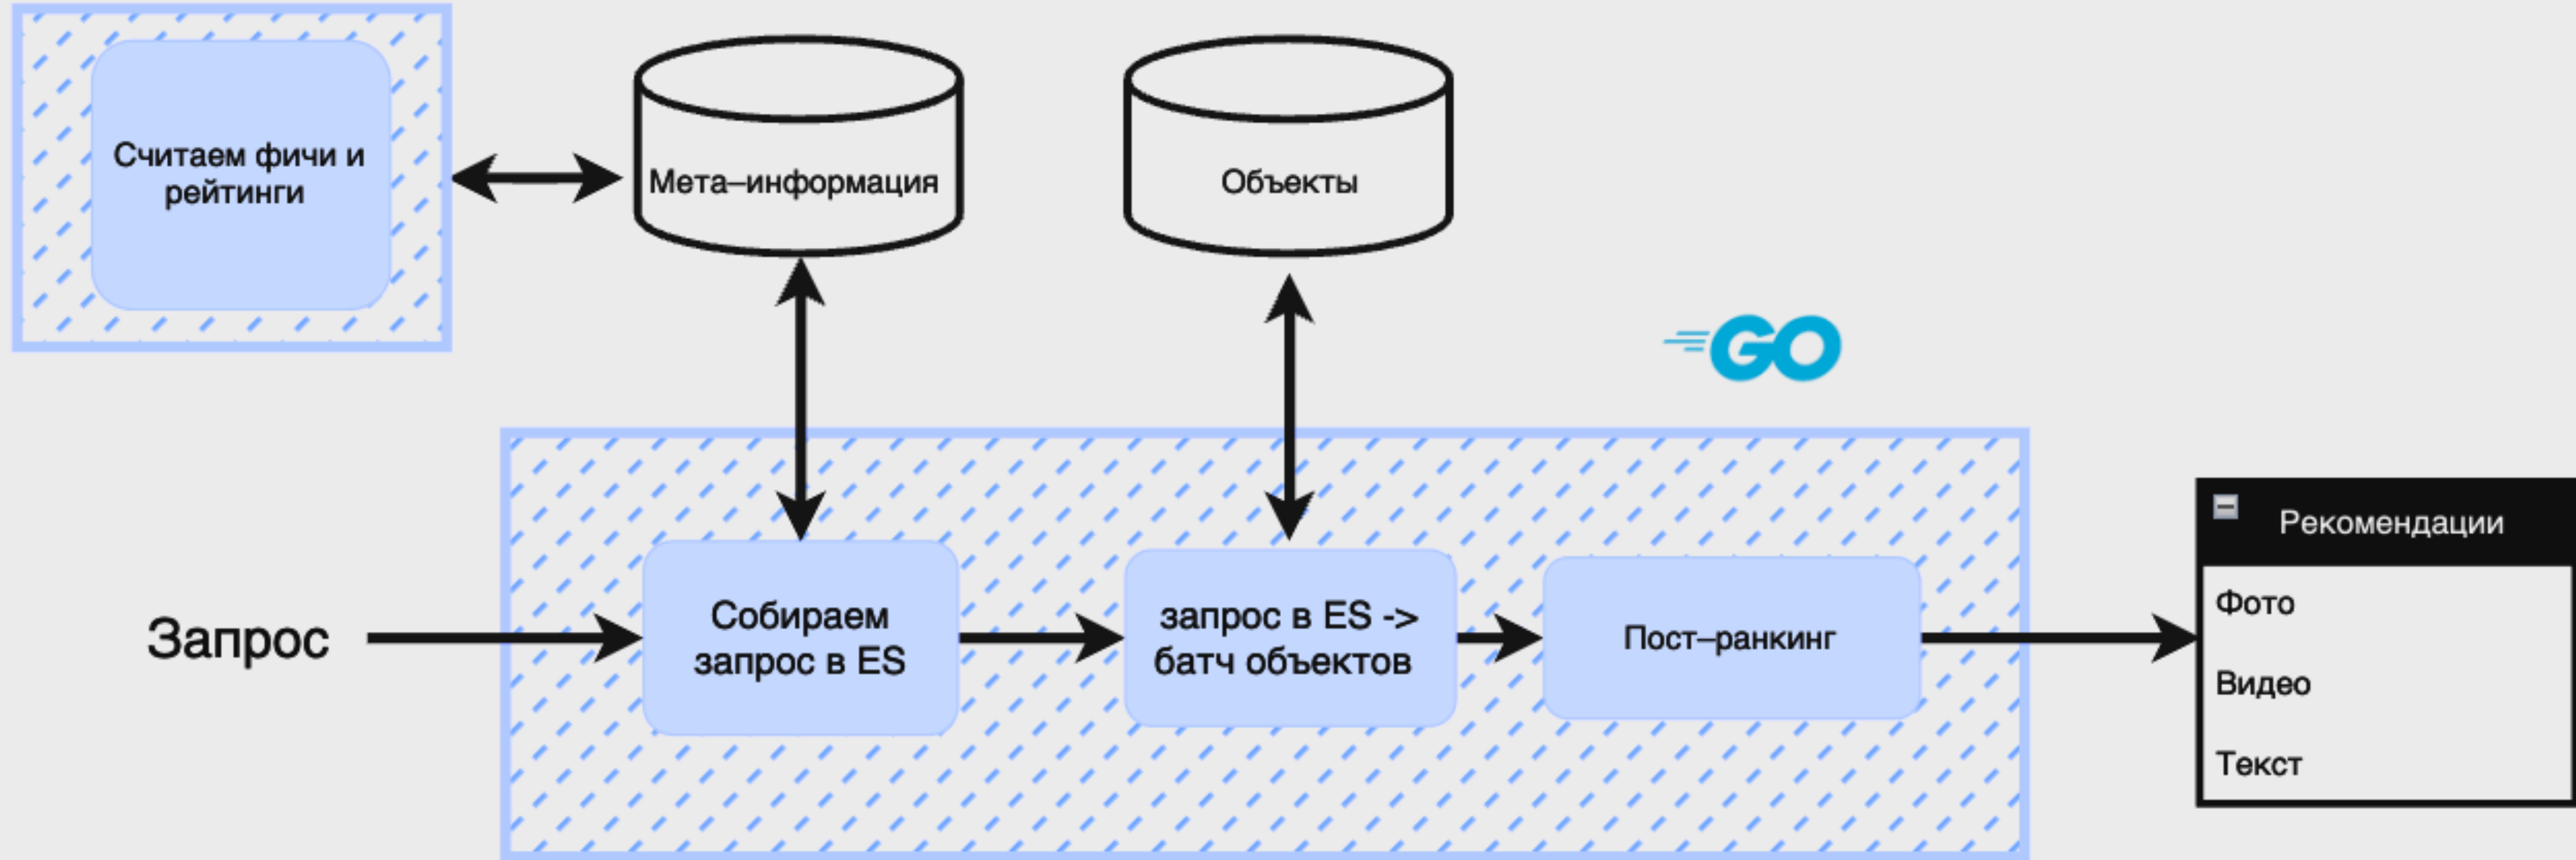 Считаем фичи и
рейтинги
Мета–информация
Объекты
GO
Запрос
Собираем
запрос в ES
запрос в ES ->
батч объектов
Пост–ранкинг
Рекомендации
Фото
Видео
Текст